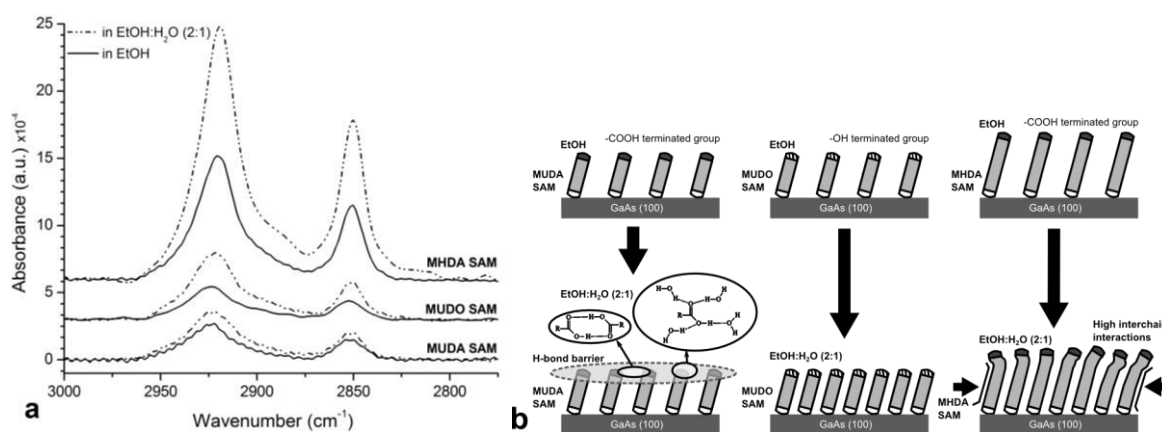 25
20
15
10
5
0
Absorbance (a.u.) x10⁻⁴
in EtOH:H₂O (2:1)
in EtOH
MHDA SAM
MUDO SAM
MUDA SAM
3000
2950
2900
2850
2800
Wavenumber (cm⁻¹)
a
-COOH terminated group
EtOH
MUDA
SAM
GaAs (100)
-OH terminated group
EtOH
MUDO
SAM
GaAs (100)
-COOH terminated group
EtOH
MHDA
SAM
GaAs (100)
EtOH:H₂O (2:1)
H-bond barrier
MUDA
SAM
GaAs (100)
EtOH:H₂O (2:1)
MUDO
SAM
GaAs (100)
EtOH:H₂O (2:1)
High interchai
interactions
MHDA
SAM
GaAs (100)
b